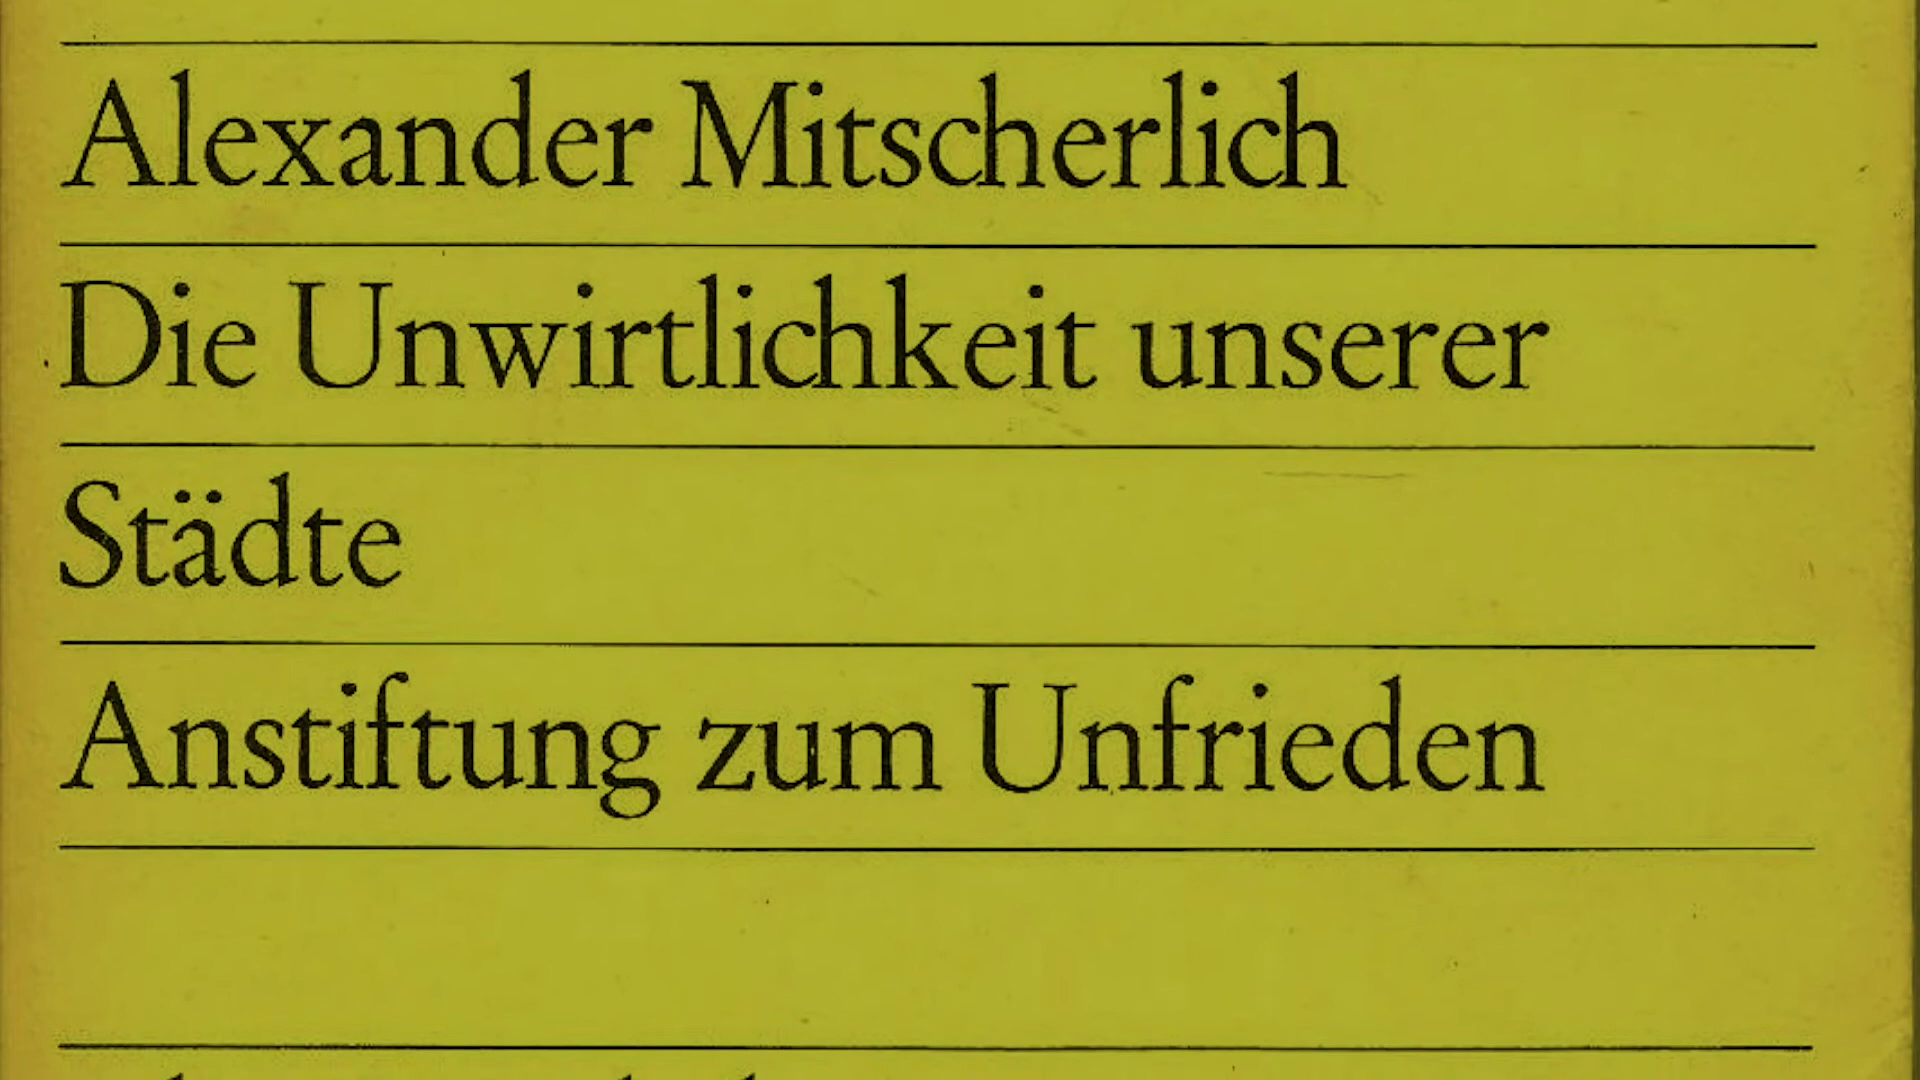 Alexander Mitscherlich
Die Unwirtlichkeit unserer
Städte
Anstiftung zum Unfrieden